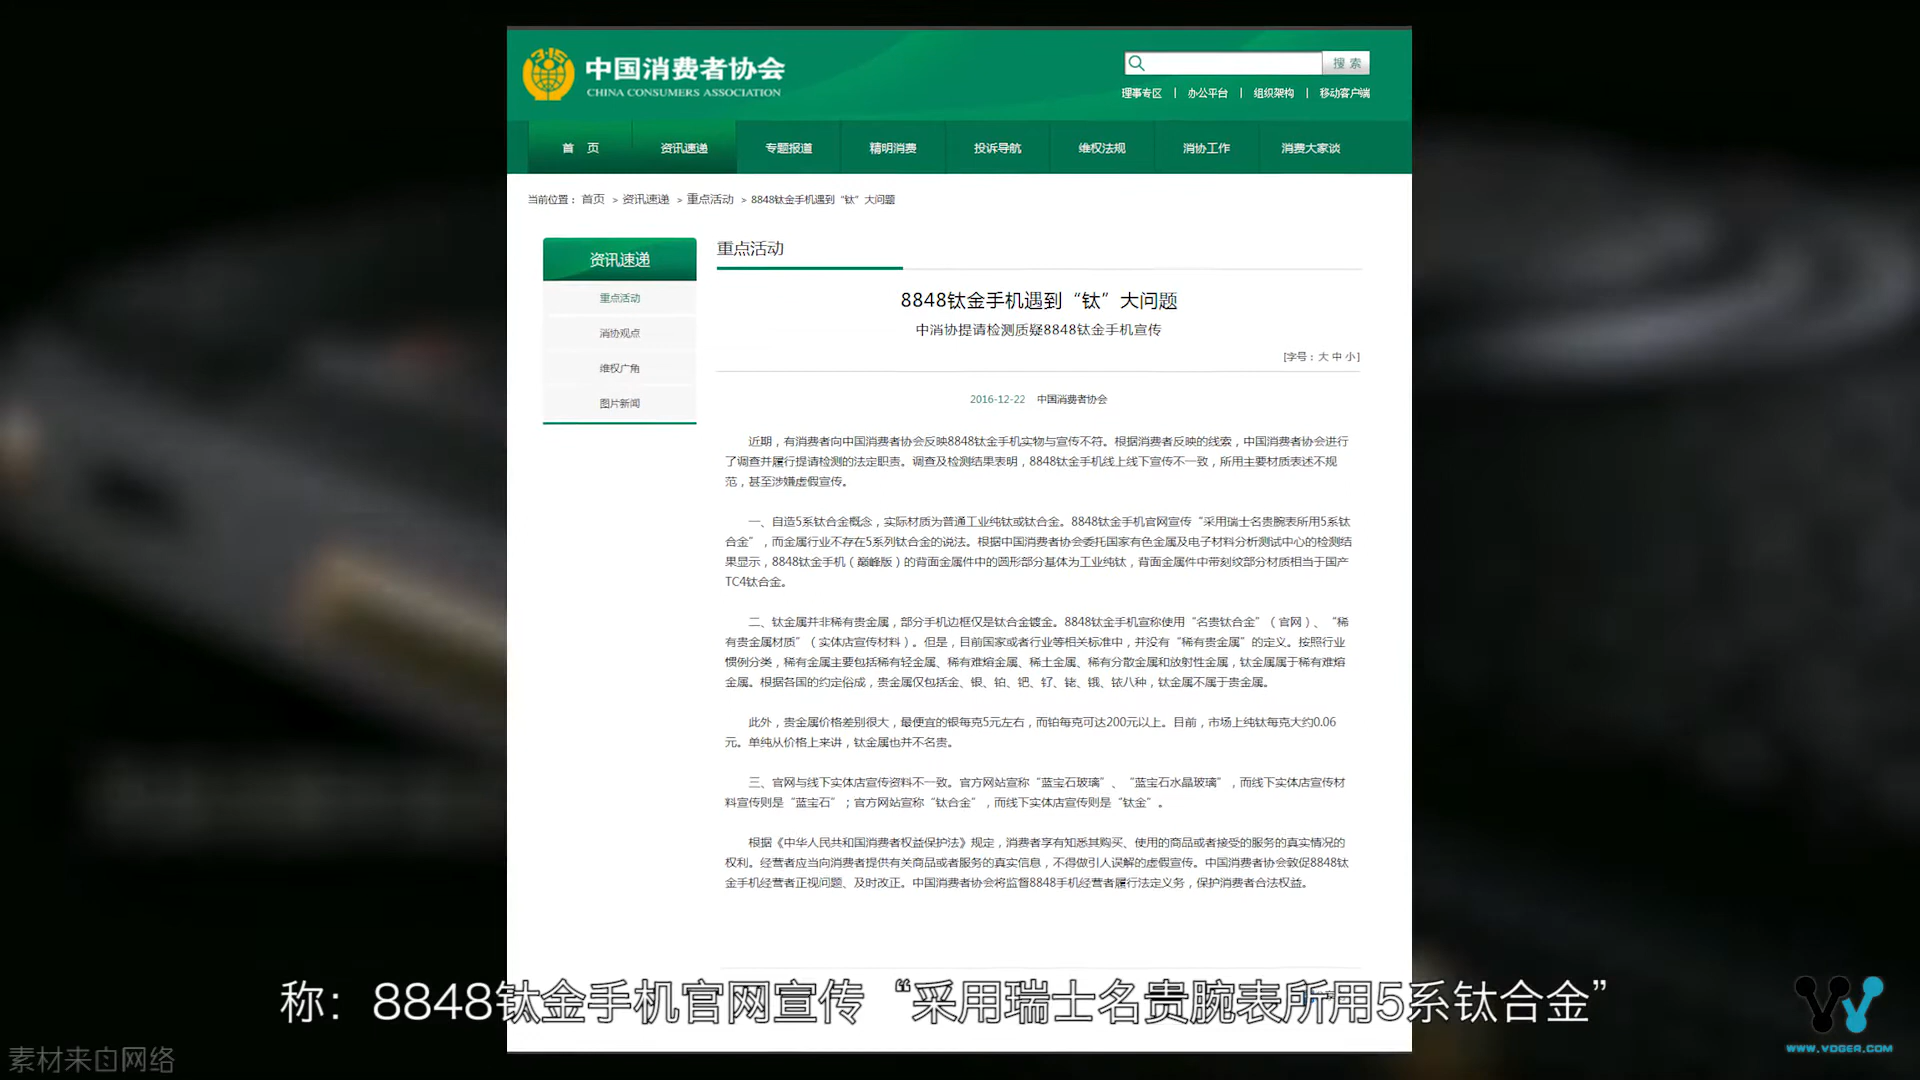 中国消费者协会
CHINA CONSUMERS ASSOCIATION
搜 索
理事专区 | 办公平台 | 组织架构 | 移动客户端
首 页 资讯速递 专题报道 精明消费 投诉导航 维权法规 消协工作 消费大家谈
当前位置： 首页 > 资讯速递 > 重点活动 > 8848钛金手机遇到“钛”大问题
资讯速递
重点活动
消协观点
维权广角
图片新闻
重点活动
8848钛金手机遇到“钛”大问题
中消协提请检测质疑8848钛金手机宣传
[字号：大 中 小]
2016-12-22 中国消费者协会
近期，有消费者向中国消费者协会反映8848钛金手机实物与宣传不符。根据消费者反映的线索，中国消费者协会进行
了调查并履行提请检测的法定职责。调查及检测结果表明，8848钛金手机线上线下宣传不一致，所用主要材质表述不规
范，甚至涉嫌虚假宣传。
一、自造5系钛合金概念，实际材质为普通工业纯钛或钛合金。8848钛金手机官网宣传“采用瑞士名贵腕表所用5系钛
合金”，而金属行业不存在5系列钛合金的说法。根据中国消费者协会委托国家有色金属及电子材料分析测试中心的检测结
果显示，8848钛金手机（巅峰版）的背面金属件中的圆形部分基体为工业纯钛，背面金属件中带刻纹部分材质相当于国产
TC4钛合金。
二、钛金属并非稀有贵金属，部分手机边框仅是钛合金镀金。8848钛金手机宣称使用“名贵钛合金”（官网）、“稀
有贵金属材质”（实体店宣传材料）。但是，目前国家或者行业等相关标准中，并没有“稀有贵金属”的定义。按照行业
惯例分类，稀有金属主要包括稀有轻金属、稀有难熔金属、稀土金属、稀有分散金属和放射性金属，钛金属属于稀有难熔
金属。根据各国的约定俗成，贵金属仅包括金、银、铂、钯、钌、铑、锇、铱八种，钛金属不属于贵金属。
此外，贵金属价格差别很大，最便宜的银每克5元左右，而铂每克可达200元以上。目前，市场上纯钛每克大约0.06
元。单纯从价格上来讲，钛金属也并不名贵。
三、官网与线下实体店宣传资料不一致。官方网站宣称“蓝宝石玻璃”、“蓝宝石水晶玻璃”，而线下实体店宣传材
料宣传则是“蓝宝石”；官方网站宣称“钛合金”，而线下实体店宣传则是“钛金”。
根据《中华人民共和国消费者权益保护法》规定，消费者享有知悉其购买、使用的商品或者接受的服务的真实情况的
权利。经营者应当向消费者提供有关商品或者服务的真实信息，不得做引人误解的虚假宣传。中国消费者协会敦促8848钛
金手机经营者正视问题、及时改正。中国消费者协会将监督8848手机经营者履行法定义务，保护消费者合法权益。
称：8848钛金手机官网宣传“采用瑞士名贵腕表所用5系钛合金”
素材来自网络
WWW.VOGER.COM